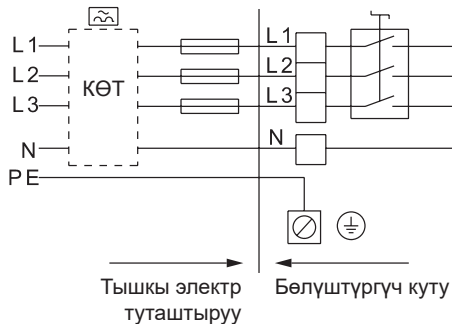 L1 L1
L2 L2
L3 КӨТ L3
N N
PE
Тышкы электр туташтыруу
Бөлүштүргүч куту